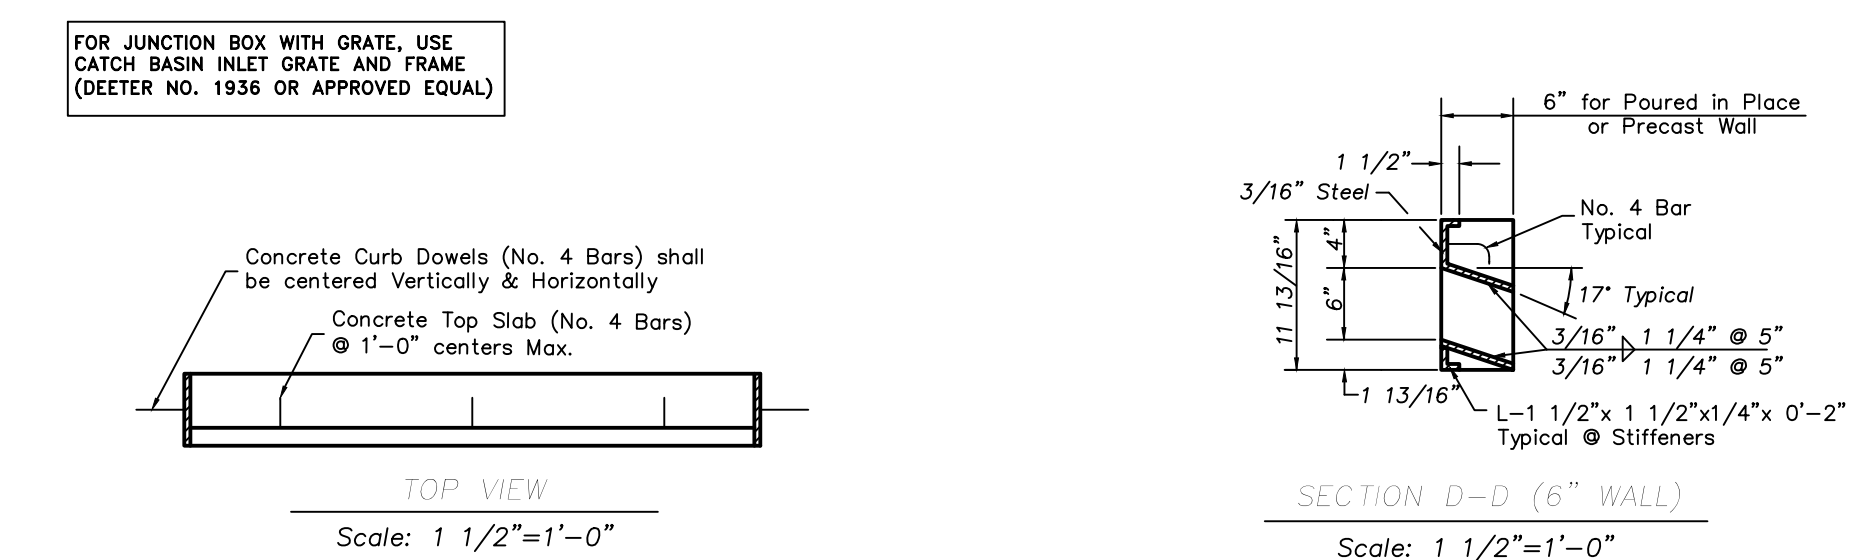 FOR JUNCTION BOX WITH GRATE, USE
CATCH BASIN INLET GRATE AND FRAME
(DEETER NO. 1936 OR APPROVED EQUAL)
Concrete Curb Dowels (No. 4 Bars) shall
be centered Vertically & Horizontally
Concrete Top Slab (No. 4 Bars)
@ 1'-0" centers Max.
TOP VIEW
Scale: 1 1/2"=1'-0"
6" for Poured in Place
or Precast Wall
1 1/2"
3/16" Steel
No. 4 Bar
Typical
11 13/16"
4"
6"
17° Typical
3/16" 1 1/4" @ 5"
3/16" 1 1/4" @ 5"
1 13/16"
L-1 1/2"x 1 1/2"x1/4"x 0'-2"
Typical @ Stiffeners
SECTION D-D (6" WALL)
Scale: 1 1/2"=1'-0"